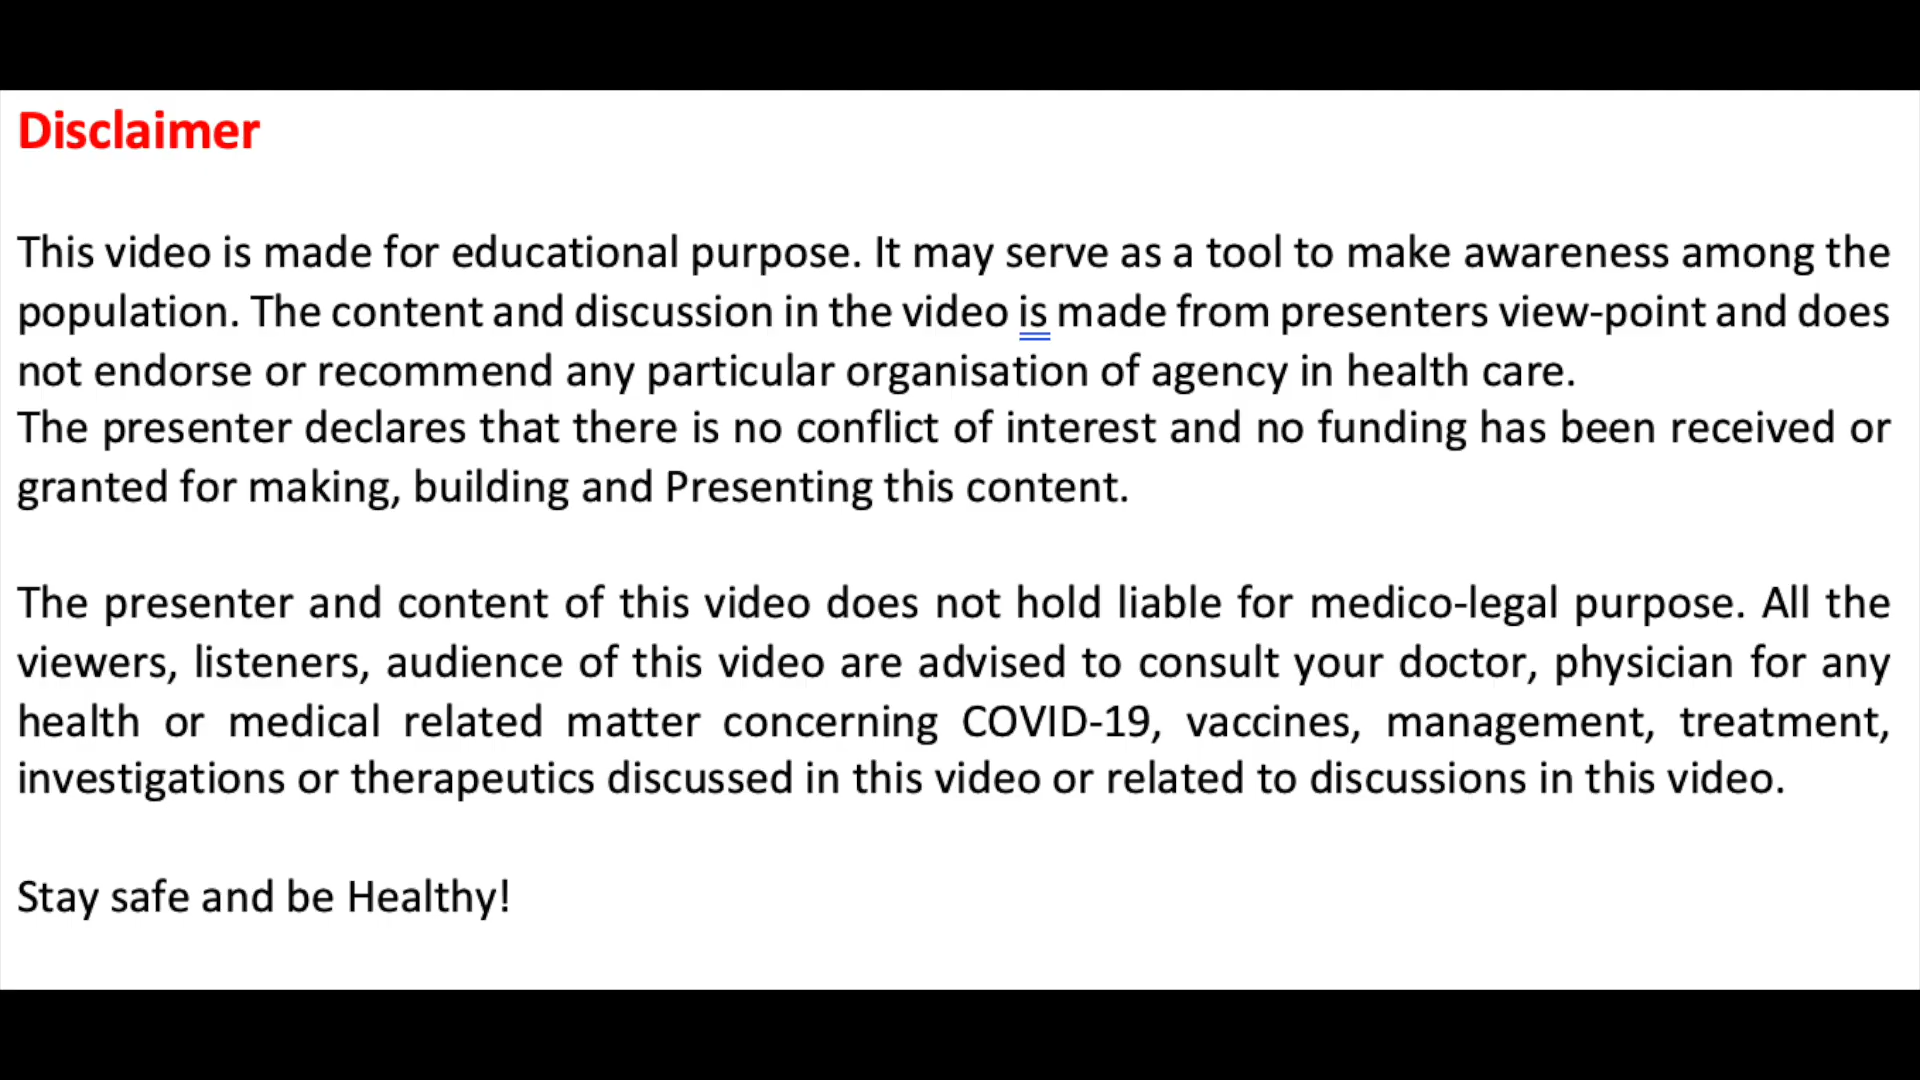 Disclaimer
This video is made for educational purpose. It may serve as a tool to make awareness among the
population. The content and discussion in the video is made from presenters view-point and does
not endorse or recommend any particular organisation of agency in health care.
The presenter declares that there is no conflict of interest and no funding has been received or
granted for making, building and Presenting this content.
The presenter and content of this video does not hold liable for medico-legal purpose. All the
viewers, listeners, audience of this video are advised to consult your doctor, physician for any
health or medical related matter concerning COVID-19, vaccines, management, treatment,
investigations or therapeutics discussed in this video or related to discussions in this video.
Stay safe and be Healthy!